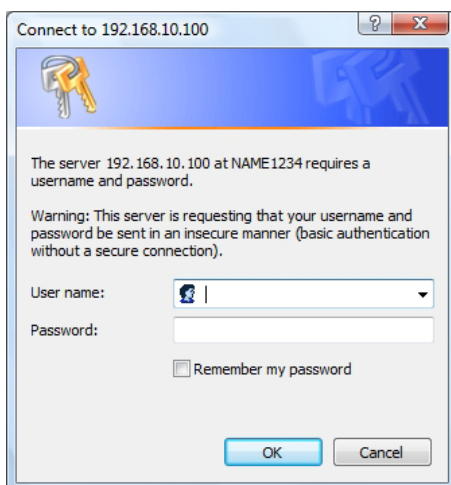 Connect to 192.168.10.100
The server 192.168.10.100 at NAME1234 requires a
username and password.
Warning: This server is requesting that your username and
password be sent in an insecure manner (basic authentication
without a secure connection).
User name:
Password:
Remember my password
OK Cancel